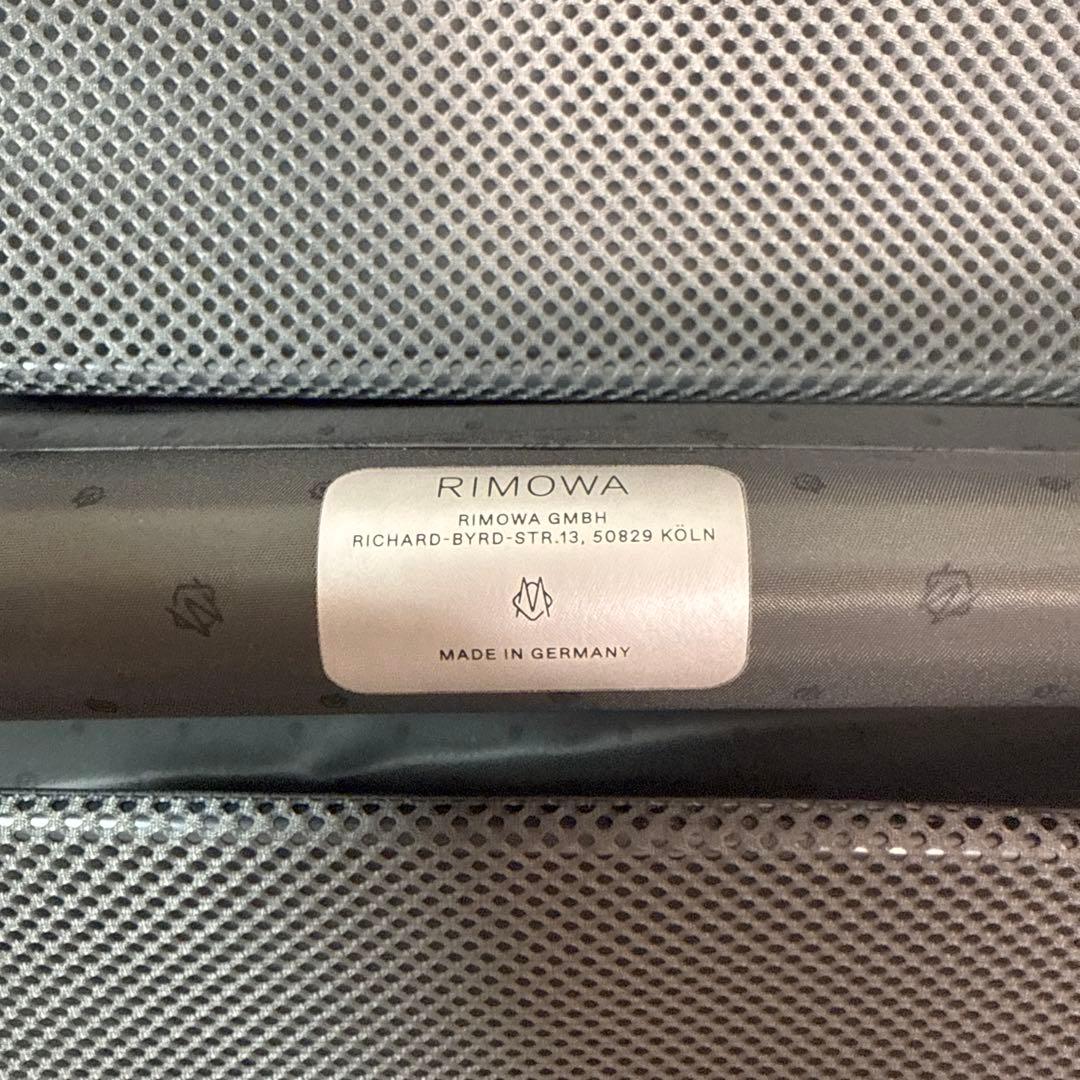 RIMOWA
RIMOWA GMBH
RICHARD-BYRD-STR.13, 50829 KÖLN
MADE IN GERMANY